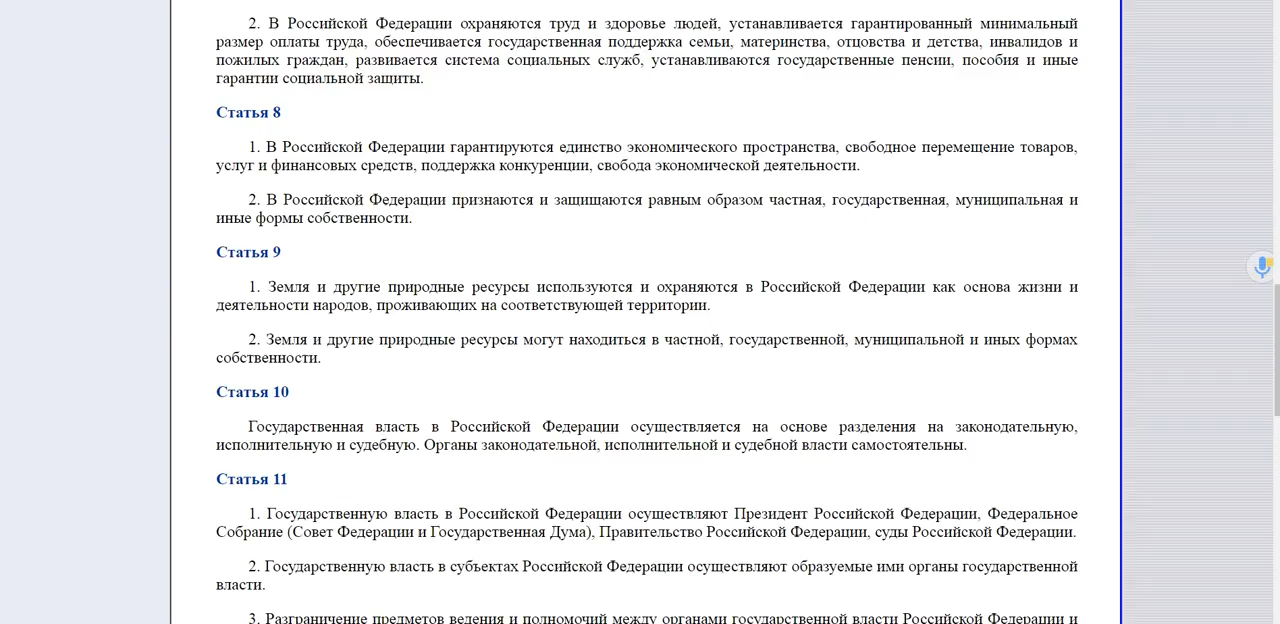 2. В Российской Федерации охраняются труд и здоровье людей, устанавливается гарантированный минимальный
размер оплаты труда, обеспечивается государственная поддержка семьи, материнства, отцовства и детства, инвалидов и
пожилых граждан, развивается система социальных служб, устанавливаются государственные пенсии, пособия и иные
гарантии социальной защиты.
Статья 8
1. В Российской Федерации гарантируются единство экономического пространства, свободное перемещение товаров,
услуг и финансовых средств, поддержка конкуренции, свобода экономической деятельности.
2. В Российской Федерации признаются и защищаются равным образом частная, государственная, муниципальная и
иные формы собственности.
Статья 9
1. Земля и другие природные ресурсы используются и охраняются в Российской Федерации как основа жизни и
деятельности народов, проживающих на соответствующей территории.
2. Земля и другие природные ресурсы могут находиться в частной, государственной, муниципальной и иных формах
собственности.
Статья 10
Государственная власть в Российской Федерации осуществляется на основе разделения на законодательную,
исполнительную и судебную. Органы законодательной, исполнительной и судебной власти самостоятельны.
Статья 11
1. Государственную власть в Российской Федерации осуществляют Президент Российской Федерации, Федеральное
Собрание (Совет Федерации и Государственная Дума), Правительство Российской Федерации, суды Российской Федерации.
2. Государственную власть в субъектах Российской Федерации осуществляют образуемые ими органы государственной
власти.
3. Разграничение предметов ведения и полномочий между органами государственной власти Российской Федерации и